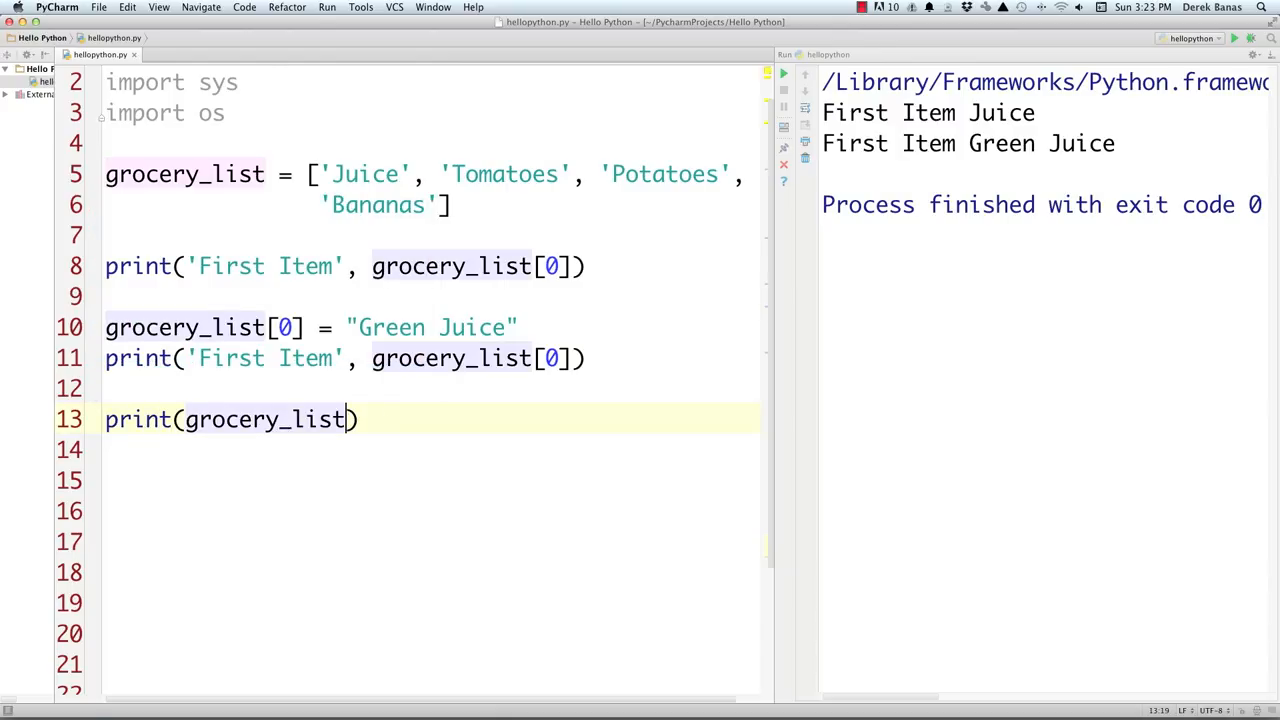 PyCharm File Edit View Navigate Code Refactor Run Tools VCS Window Help 10 Sun 3:23 PM Derek Banas
hellopython.py – Hello Python – [~/PycharmProjects/Hello Python]
Hello Python hellopython.py hellopython
hellopython.py Run hellopython
Hello P
hell
Externa
2 import sys
3 import os
4
5 grocery_list = ['Juice', 'Tomatoes', 'Potatoes',
6 'Bananas']
7
8 print('First Item', grocery_list[0])
9
10 grocery_list[0] = "Green Juice"
11 print('First Item', grocery_list[0])
12
13 print(grocery_list)
14
15
16
17
18
19
20
21
22
/Library/Frameworks/Python.framewo
First Item Juice
First Item Green Juice
Process finished with exit code 0
13:19 LF UTF-8